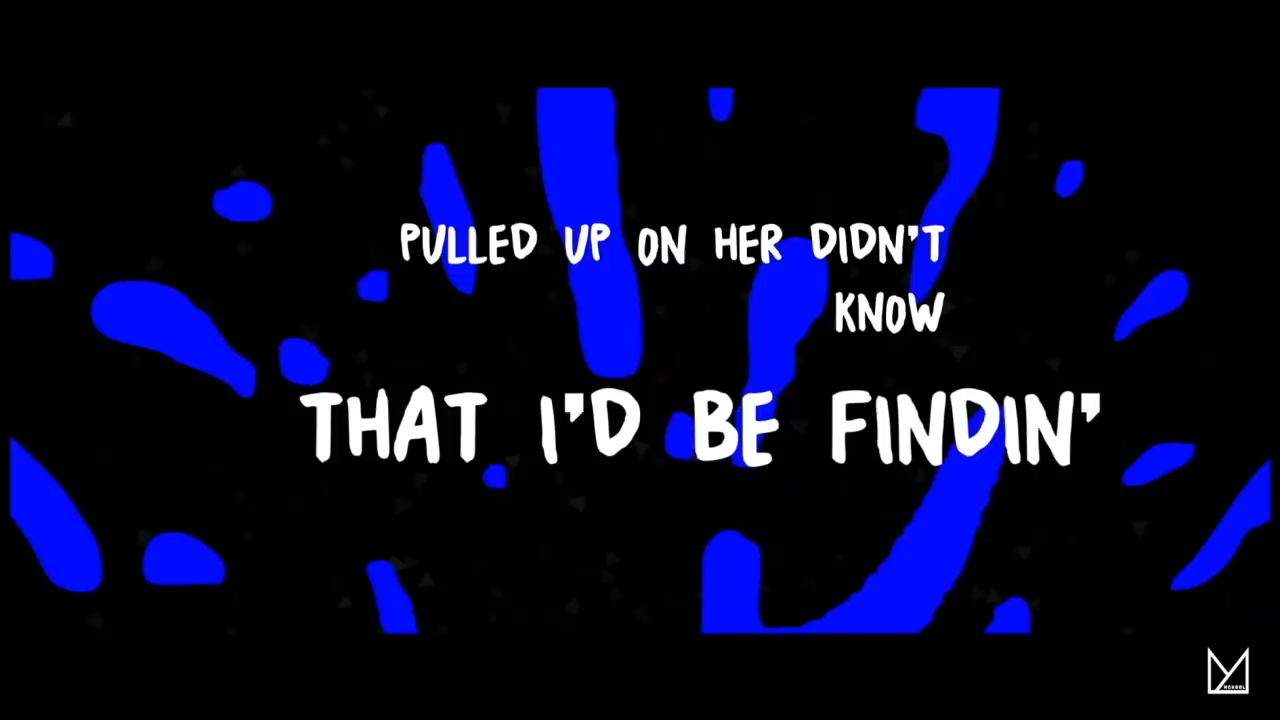 PULLED UP ON HER DIDN'T
KNOW
THAT I'D BE FINDIN'